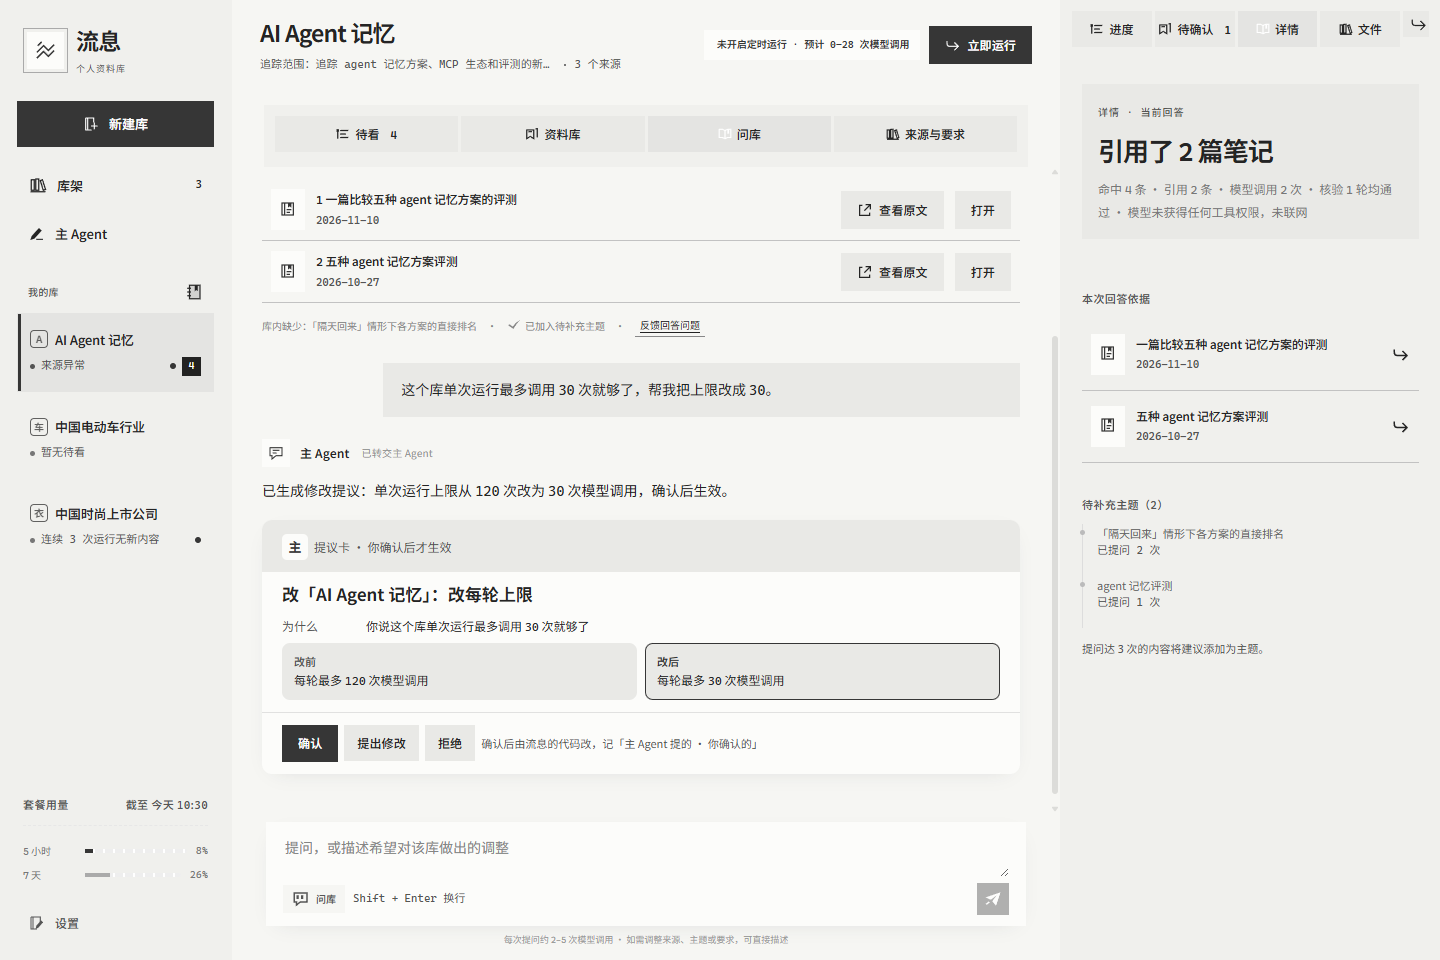 流息
个人资料库
新建库
库架 3
主 Agent
我的库
A AI Agent 记忆
来源异常 4
车 中国电动车行业
暂无待看
衣 中国时尚上市公司
连续 3 次运行无新内容
套餐用量 截至 今天 10:30
5 小时 8%
7 天 26%
设置
AI Agent 记忆
追踪范围：追踪 agent 记忆方案、MCP 生态和评测的新… · 3 个来源
未开启定时运行 · 预计 0–28 次模型调用
立即运行
待看 4
资料库
问库
来源与要求
1 一篇比较五种 agent 记忆方案的评测
2026-11-10
查看原文 打开
2 五种 agent 记忆方案评测
2026-10-27
查看原文 打开
库内缺少：「隔天回来」情形下各方案的直接排名 · 已加入待补充主题 · 反馈回答问题
这个库单次运行最多调用 30 次就够了，帮我把上限改成 30。
主 Agent 已转交主 Agent
已生成修改提议：单次运行上限从 120 次改为 30 次模型调用，确认后生效。
主 提议卡 · 你确认后才生效
改「AI Agent 记忆」：改每轮上限
为什么 你说这个库单次运行最多调用 30 次就够了
改前
每轮最多 120 次模型调用
改后
每轮最多 30 次模型调用
确认 提出修改 拒绝 确认后由流息的代码改，记「主 Agent 提的 · 你确认的」
提问，或描述希望对该库做出的调整
问库 Shift + Enter 换行
每次提问约 2–5 次模型调用 · 如需调整来源、主题或要求，可直接描述
进度
待确认 1
详情
文件
详情 · 当前回答
引用了 2 篇笔记
命中 4 条 · 引用 2 条 · 模型调用 2 次 · 核验 1 轮均通
过 · 模型未获得任何工具权限，未联网
本次回答依据
一篇比较五种 agent 记忆方案的评测
2026-11-10
五种 agent 记忆方案评测
2026-10-27
待补充主题（2）
「隔天回来」情形下各方案的直接排名
已提问 2 次
agent 记忆评测
已提问 1 次
提问达 3 次的内容将建议添加为主题。